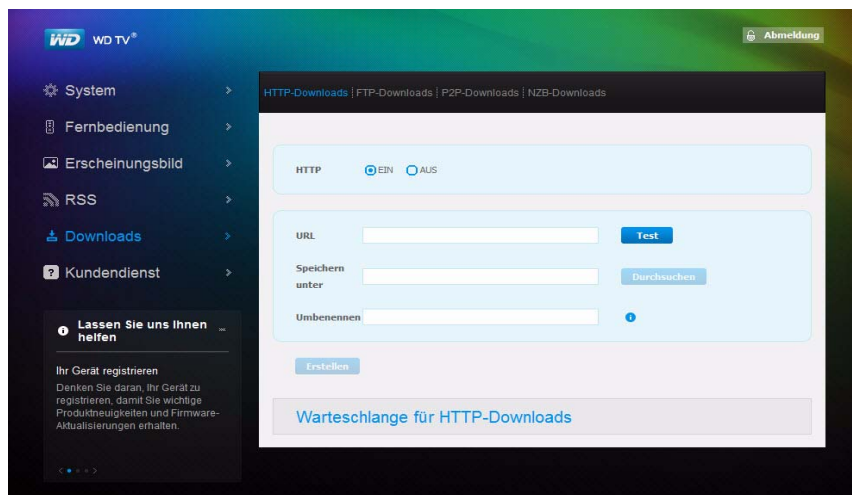 WD WD TV®
Abmeldung
System
Fernbedienung
Erscheinungsbild
RSS
Downloads
Kundendienst
Lassen Sie uns Ihnen
helfen
Ihr Gerät registrieren
Denken Sie daran, Ihr Gerät zu
registrieren, damit Sie wichtige
Produktneuigkeiten und Firmware-
Aktualisierungen erhalten.
HTTP-Downloads | FTP-Downloads | P2P-Downloads | NZB-Downloads
HTTP EIN AUS
URL Test
Speichern
unter Durchsuchen
Umbenennen
Erstellen
Warteschlange für HTTP-Downloads